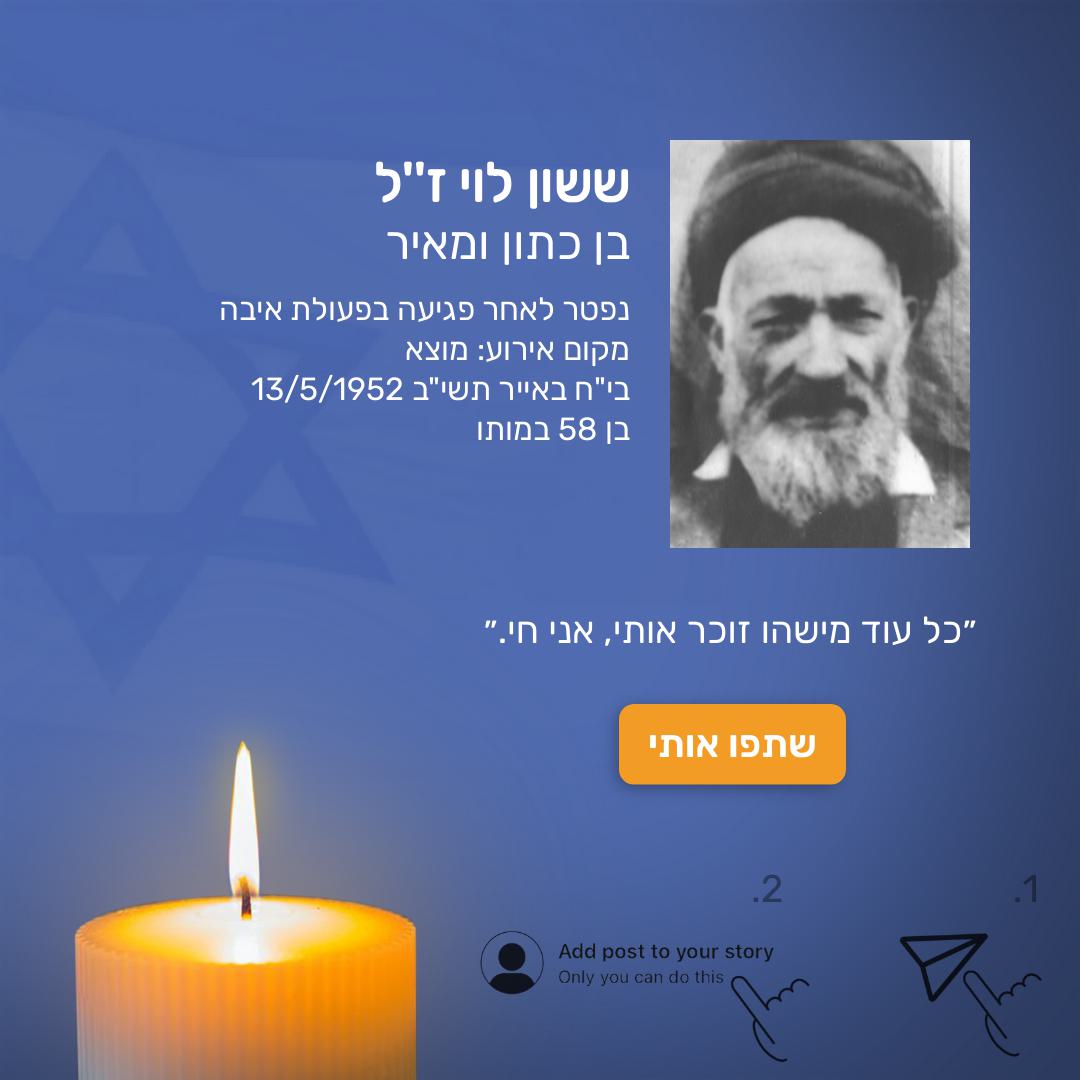 ששון לוי ז"ל
בן כתון ומאיר
נפטר לאחר פגיעה בפעולת איבה
מקום אירוע: מוצא
בי"ח באייר תשי"ב 13/5/1952
בן 58 במותו
"כל עוד מישהו זוכר אותי, אני חי."
שתפו אותי
.1
.2
Add post to your story
Only you can do this